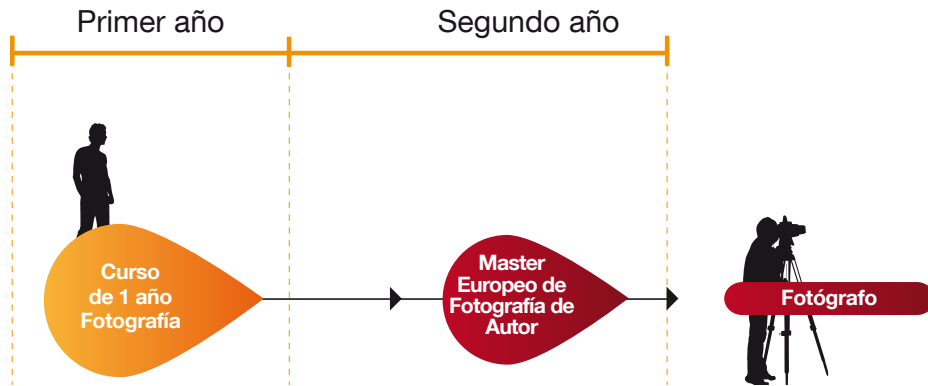 Primer año
Segundo año
Curso
de 1 año
Fotografía
Master
Europeo de
Fotografía de
Autor
Fotógrafo